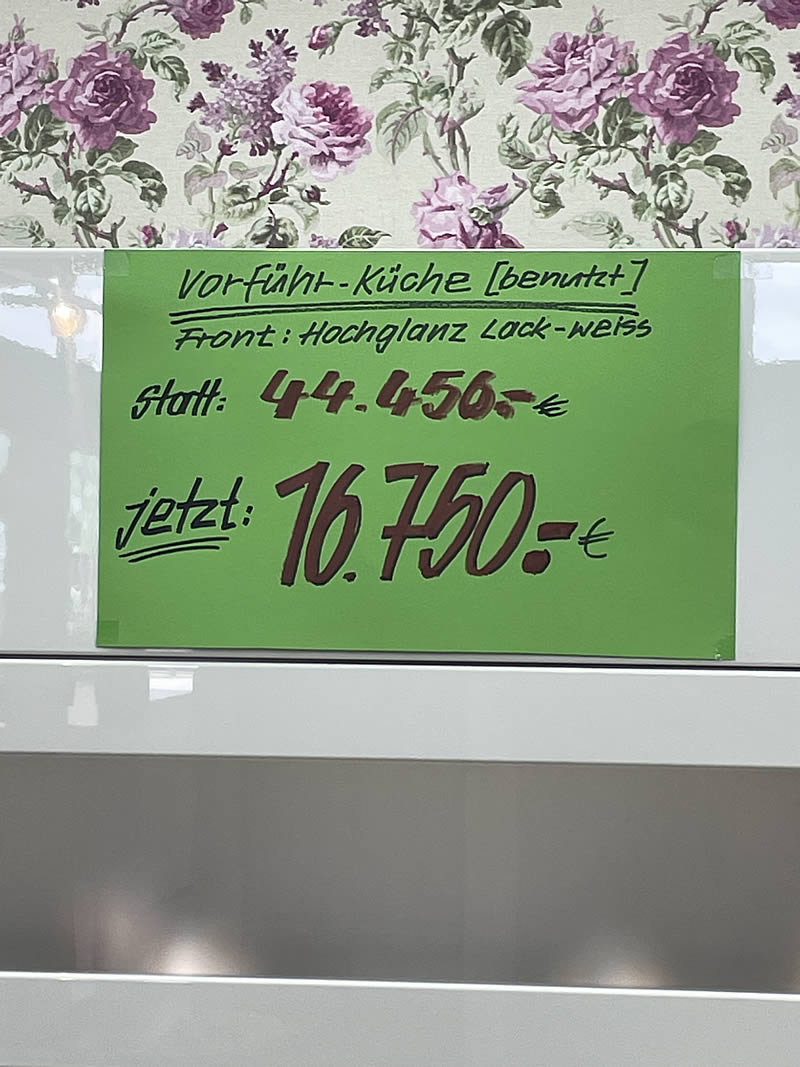 Vorführ-Küche [benutzt]
Front: Hochglanz Lack-weiss
statt: 44.456.-€
jetzt: 16.750.-€